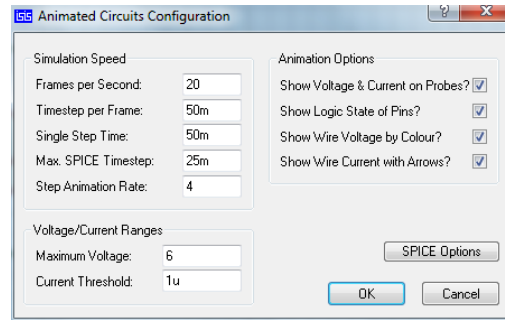 isis Animated Circuits Configuration
Simulation Speed
Frames per Second: 20
Timestep per Frame: 50m
Single Step Time: 50m
Max. SPICE Timestep: 25m
Step Animation Rate: 4
Voltage/Current Ranges
Maximum Voltage: 6
Current Threshold: 1u
Animation Options
Show Voltage & Current on Probes?
Show Logic State of Pins?
Show Wire Voltage by Colour?
Show Wire Current with Arrows?
SPICE Options
OK Cancel